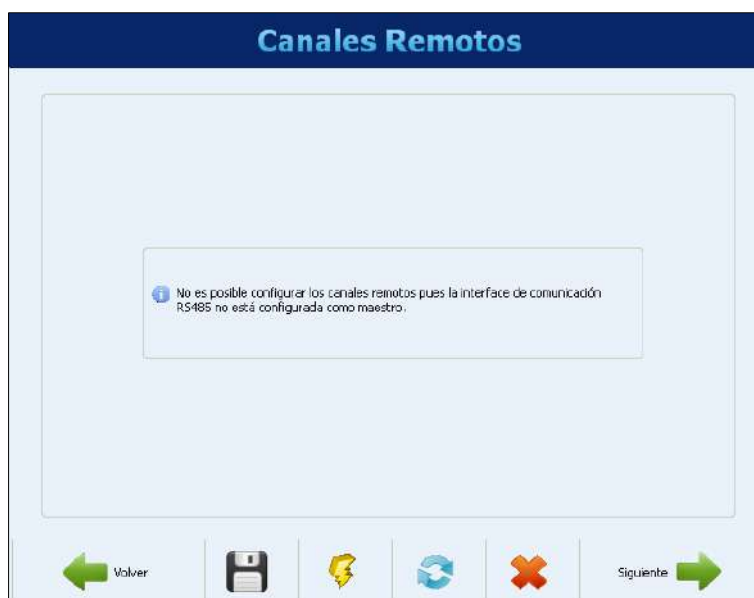 Canales Remotos
No es posible configurar los canales remotos pues la interface de comunicación
RS485 no está configurada como maestro.
Volver
Siguiente